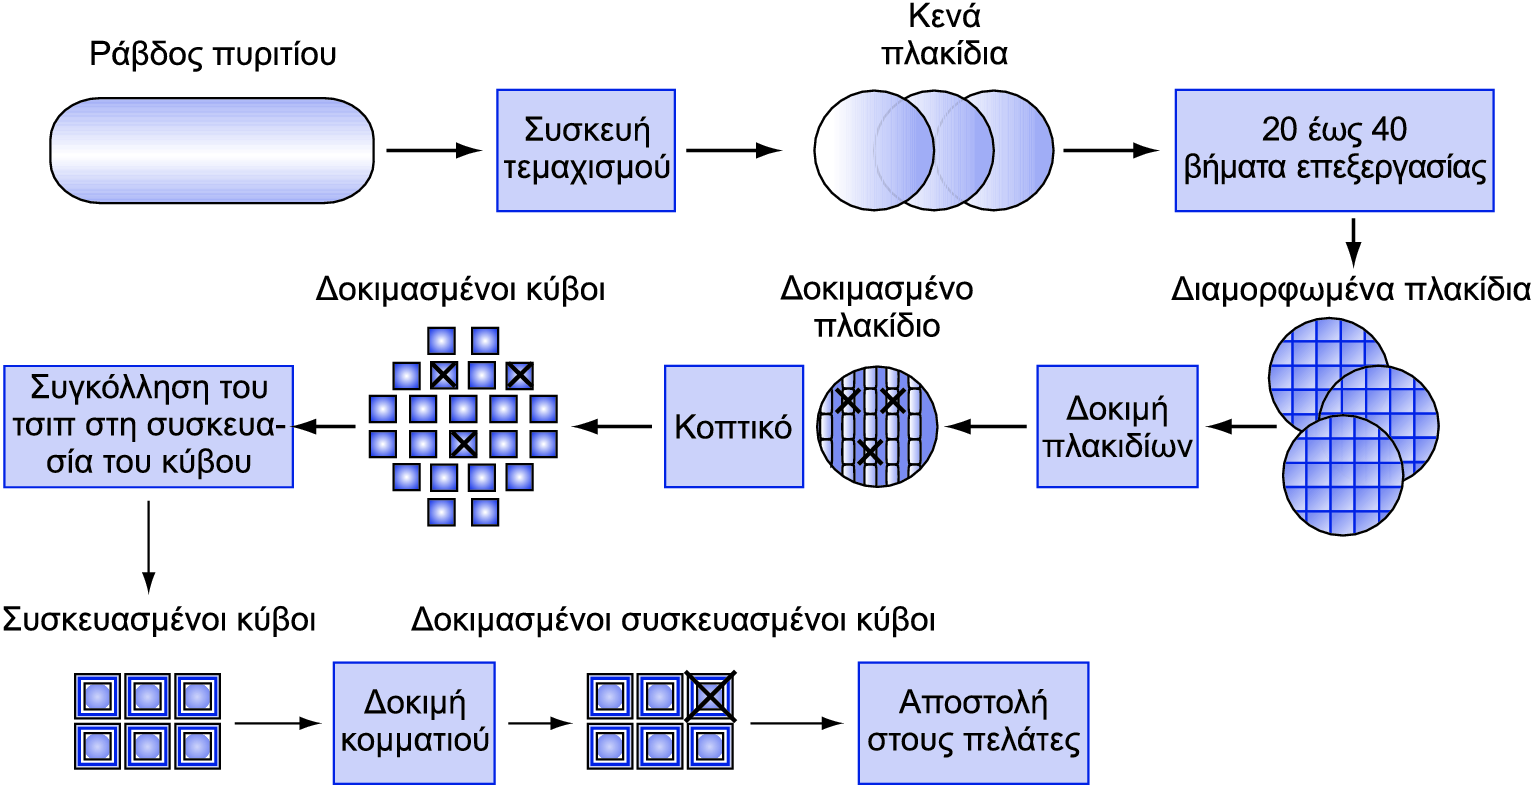 Ράβδος πυριτίου
Συσκευή
τεμαχισμού
Κενά
πλακίδια
20 έως 40
βήματα επεξεργασίας
Διαμορφωμένα πλακίδια
Δοκιμή
πλακιδίων
Δοκιμασμένο
πλακίδιο
Κοπτικό
Δοκιμασμένοι κύβοι
Συγκόλληση του
τσιπ στη συσκευα-
σία του κύβου
Συσκευασμένοι κύβοι
Δοκιμή
κομματιού
Δοκιμασμένοι συσκευασμένοι κύβοι
Αποστολή
στους πελάτες